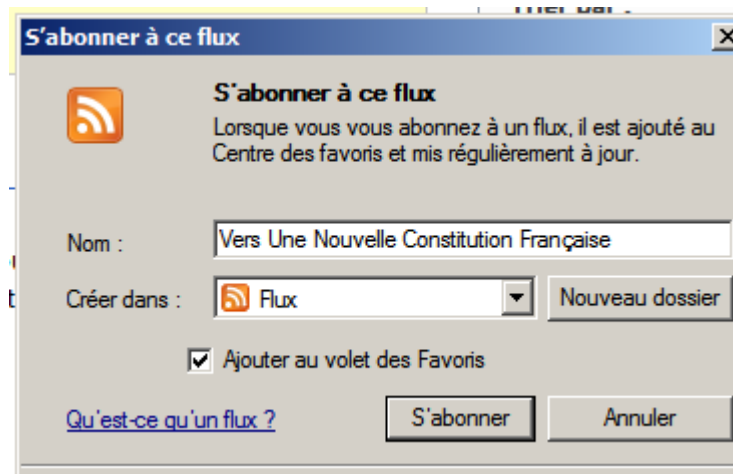 Trier par :
S'abonner à ce flux
S'abonner à ce flux
Lorsque vous vous abonnez à un flux, il est ajouté au
Centre des favoris et mis régulièrement à jour.
Nom :
Vers Une Nouvelle Constitution Française
Créer dans :
Flux
Nouveau dossier
Ajouter au volet des Favoris
Qu'est-ce qu'un flux ?
S'abonner
Annuler